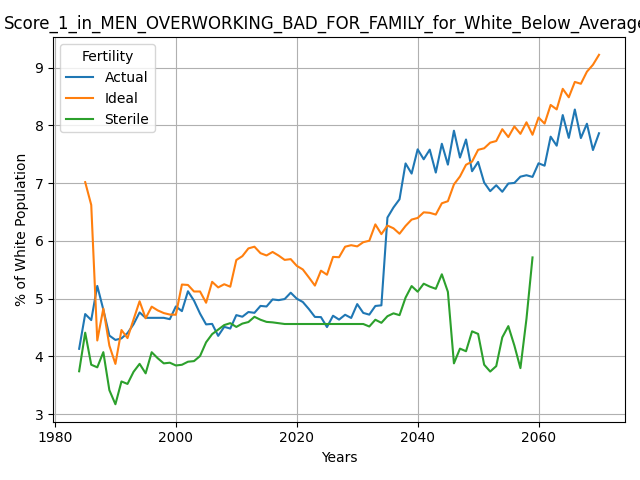 Score_1_in_MEN_OVERWORKING_BAD_FOR_FAMILY_for_White_Below_Average
Fertility
Actual
Ideal
Sterile
% of White Population
9
8
7
6
5
4
3
1980
2000
2020
2040
2060
Years